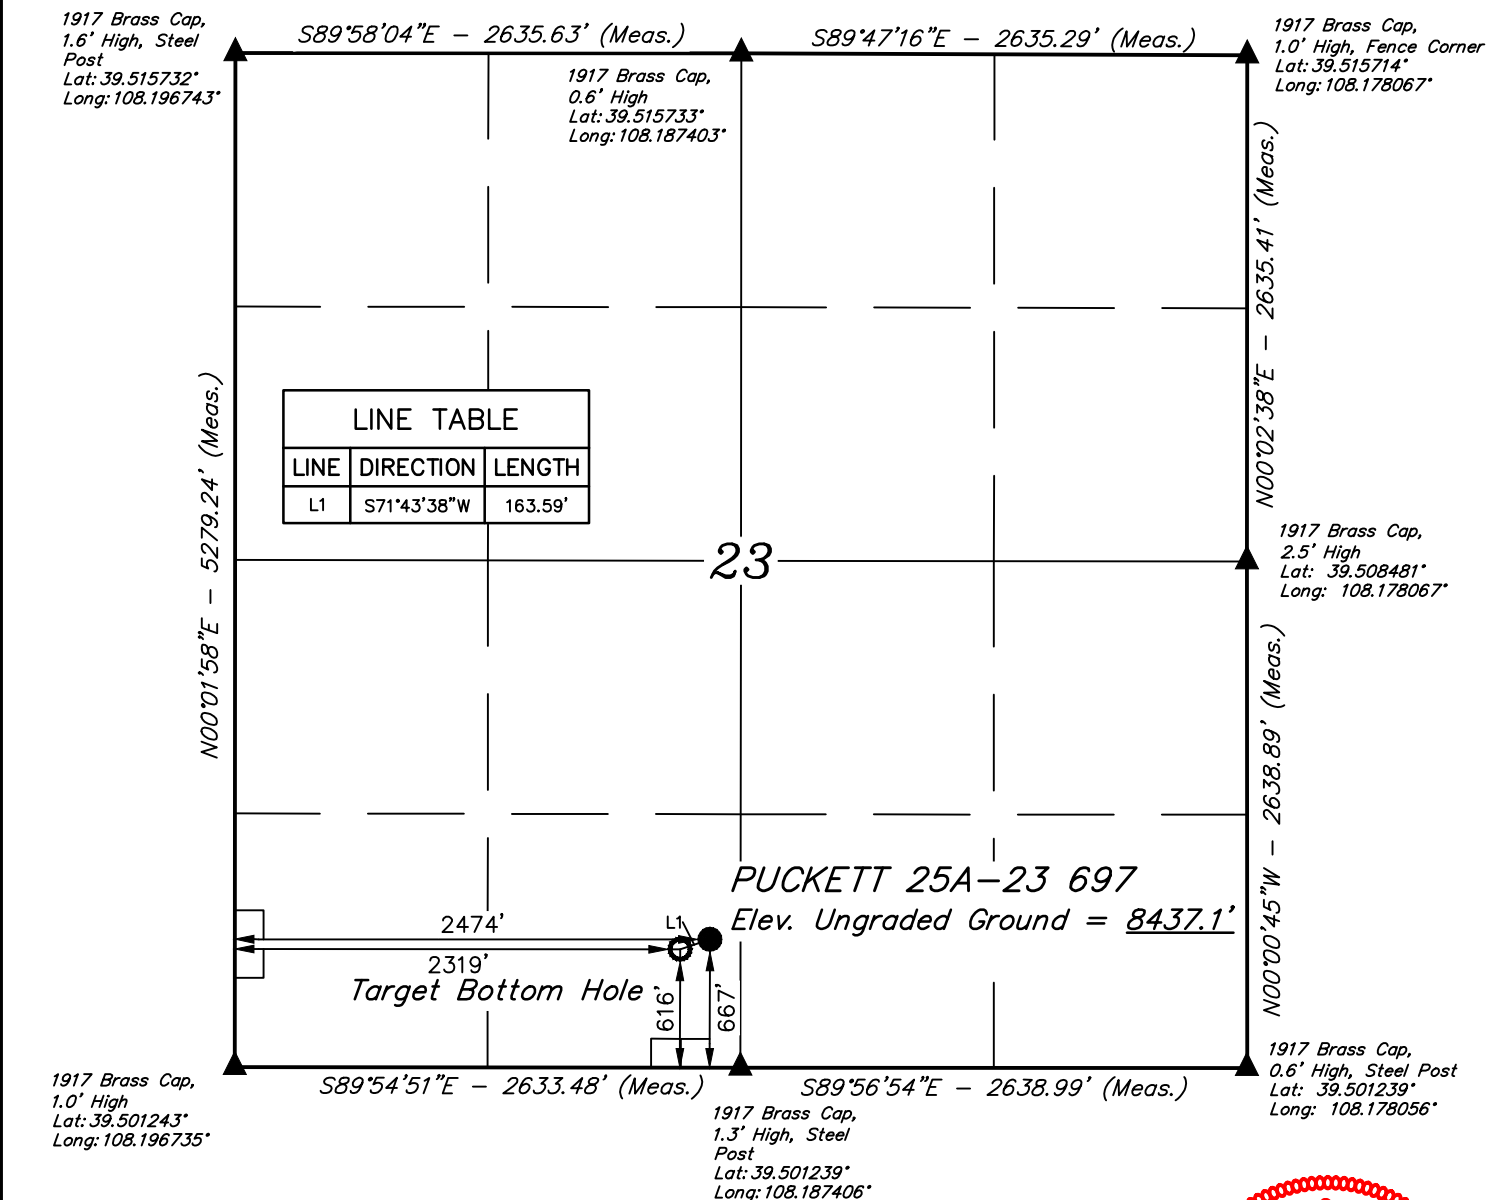 1917 Brass Cap,
1.6' High, Steel
Post
Lat: 39.515732°
Long: 108.196743°
S89°58'04"E - 2635.63' (Meas.)
1917 Brass Cap,
0.6' High
Lat: 39.515733°
Long: 108.187403°
S89°47'16"E - 2635.29' (Meas.)
1917 Brass Cap,
1.0' High, Fence Corner
Lat: 39.515714°
Long: 108.178067°
N00°02'38"E - 2635.41' (Meas.)
N00°01'58"E - 5279.24' (Meas.)
LINE TABLE
LINE DIRECTION LENGTH
L1 S71°43'38"W 163.59'
23
1917 Brass Cap,
2.5' High
Lat: 39.508481°
Long: 108.178067°
N00°00'45"W - 2638.89' (Meas.)
PUCKETT 25A-23 697
Elev. Ungraded Ground = 8437.1'
L1
2474'
2319'
Target Bottom Hole
616'
667'
1917 Brass Cap,
1.0' High
Lat: 39.501243°
Long: 108.196735°
S89°54'51"E - 2633.48' (Meas.)
1917 Brass Cap,
1.3' High, Steel
Post
Lat: 39.501239°
Long: 108.187406°
S89°56'54"E - 2638.99' (Meas.)
1917 Brass Cap,
0.6' High, Steel Post
Lat: 39.501239°
Long: 108.178056°